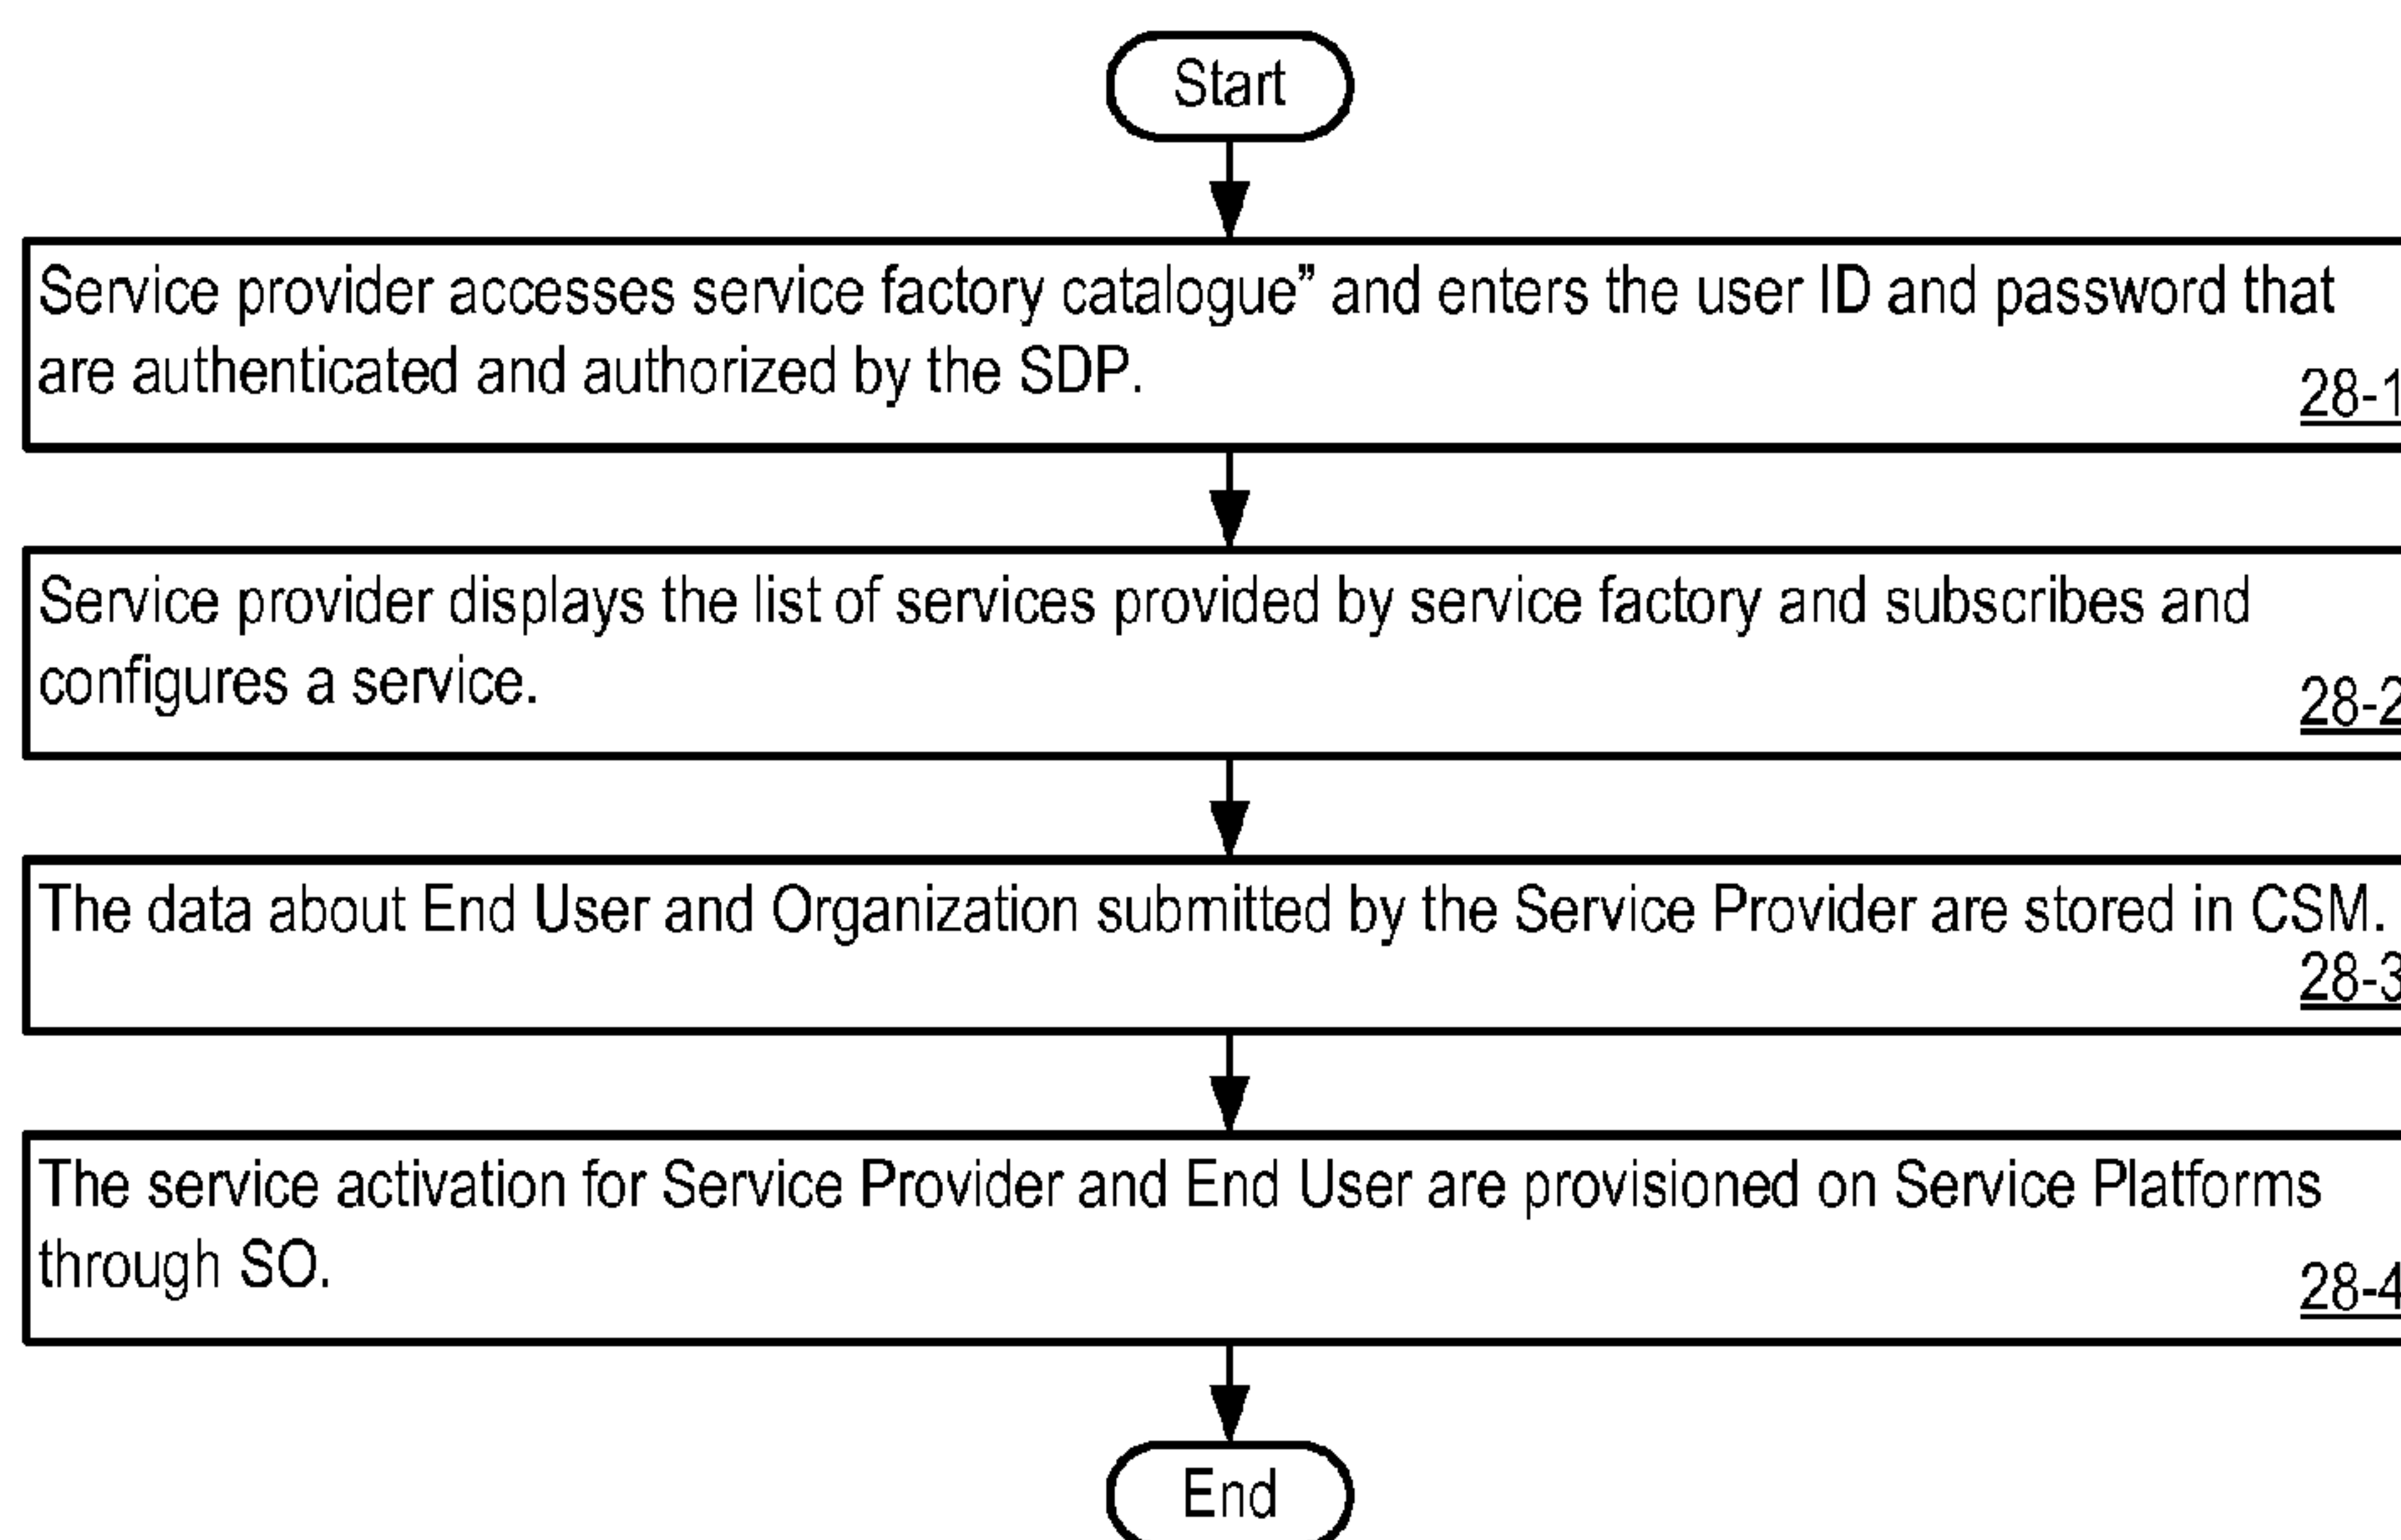 Start
Service provider accesses service factory catalogue” and enters the user ID and password that
are authenticated and authorized by the SDP.
28-1
Service provider displays the list of services provided by service factory and subscribes and
configures a service.
28-2
The data about End User and Organization submitted by the Service Provider are stored in CSM.
28-3
The service activation for Service Provider and End User are provisioned on Service Platforms
through SO.
28-4
End